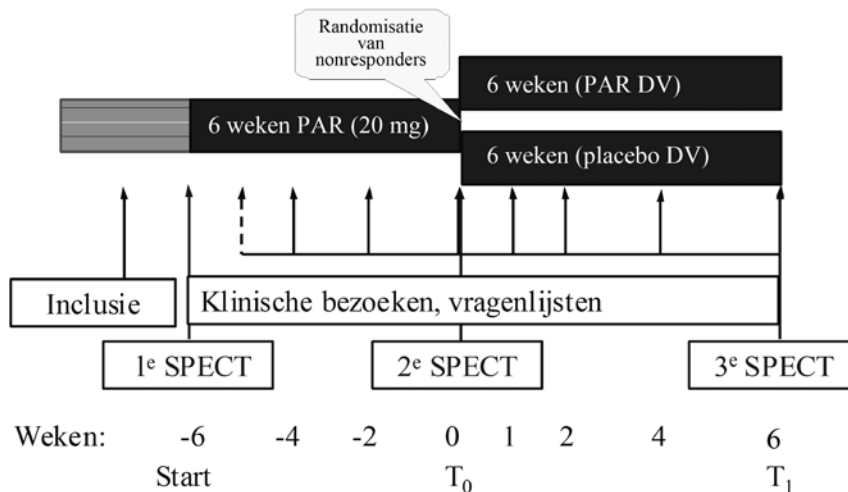 Randomisatie
van
nonresponders
6 weken (PAR DV)
6 weken PAR (20 mg)
6 weken (placebo DV)
Inclusie
Klinische bezoeken, vragenlijsten
1e SPECT
2e SPECT
3e SPECT
Weken: -6 -4 -2 0 1 2 4 6
Start T0 T1